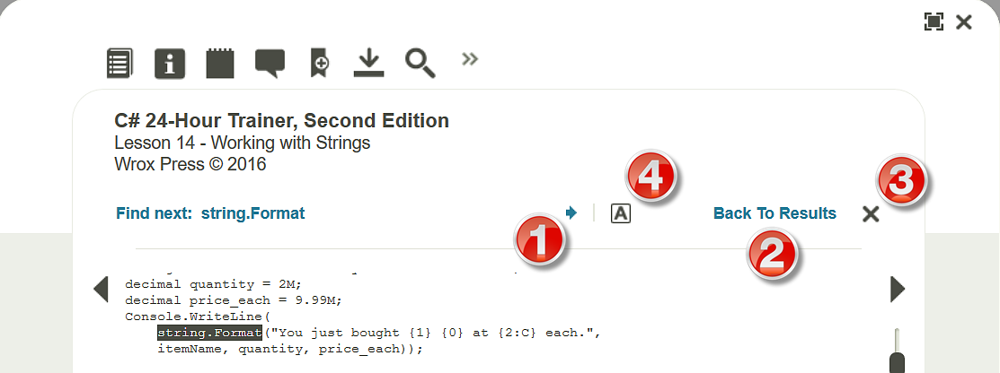 C# 24-Hour Trainer, Second Edition
Lesson 14 - Working with Strings
Wrox Press © 2016
4
3
Find next: string.Format
A
Back To Results
1
2
decimal quantity = 2M;
decimal price_each = 9.99M;
Console.WriteLine(
string.Format("You just bought {1} {0} at {2:C} each.",
itemName, quantity, price_each));